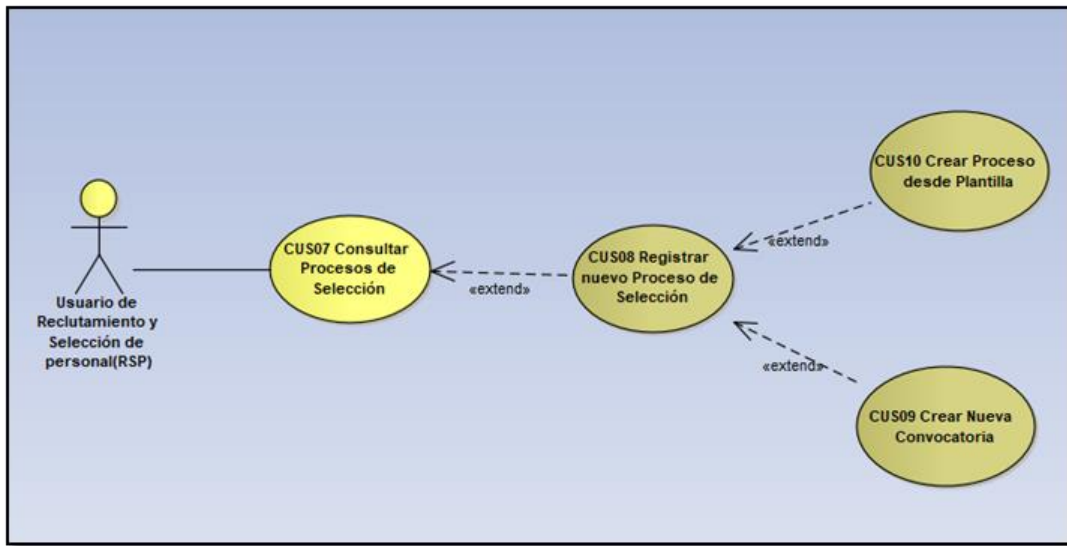 Usuario de
Reclutamiento y
Selección de
personal(RSP)
CUS07 Consultar
Procesos de
Selección
«extend»
CUS08 Registrar
nuevo Proceso de
Selección
«extend»
CUS10 Crear Proceso
desde Plantilla
«extend»
CUS09 Crear Nueva
Convocatoria